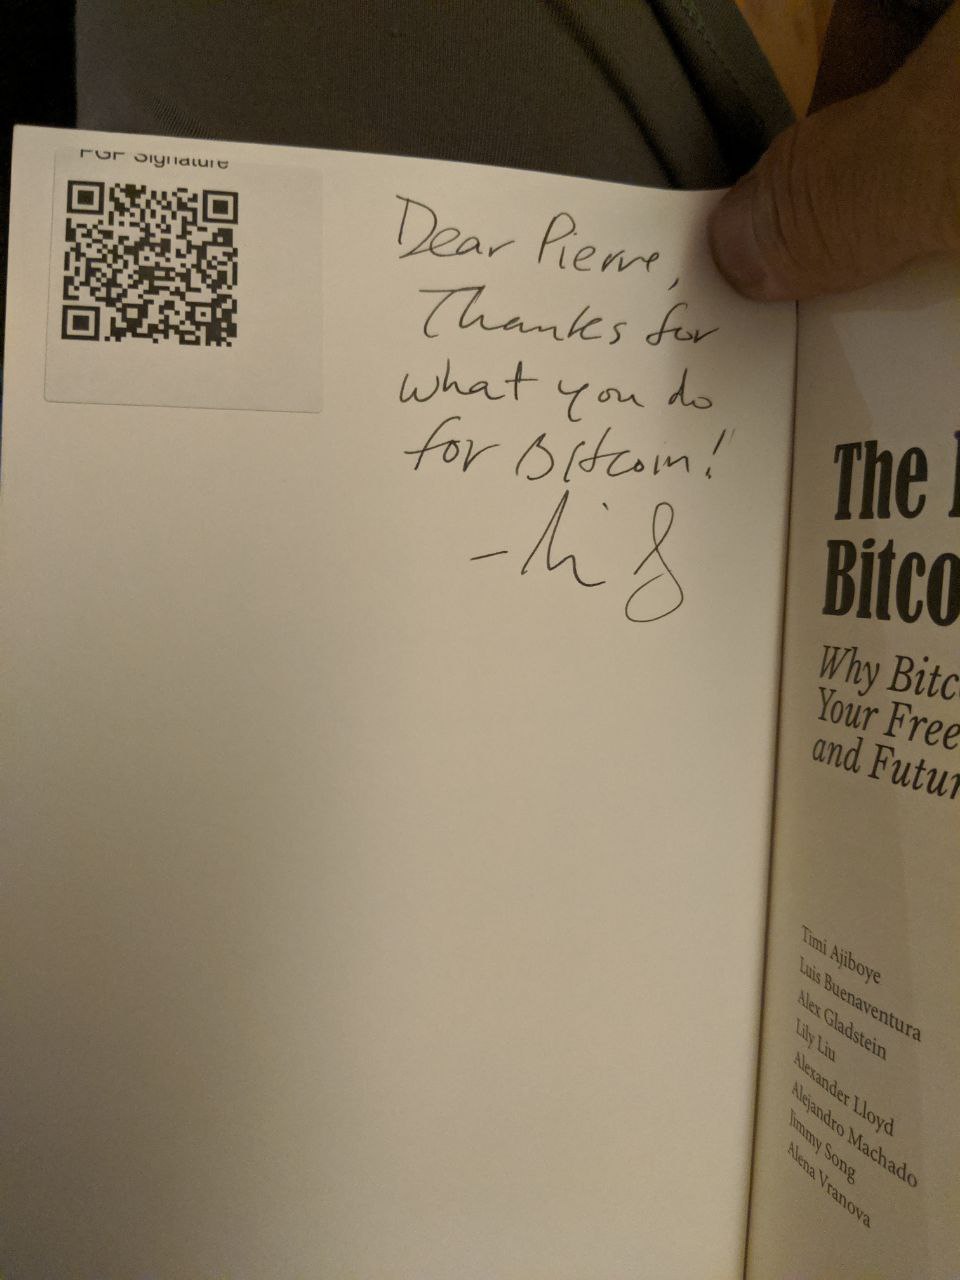 PGP Signature
Dear Pierre,
Thanks for
what you do
for Bitcoin!
The
Bitco
Why Bitc
Your Free
and Futur
Timi Ajiboye
Luis Buenaventura
Alex Gladstein
Lily Liu
Alexander Lloyd
Alejandro Machado
Jimmy Song
Alena Vranova